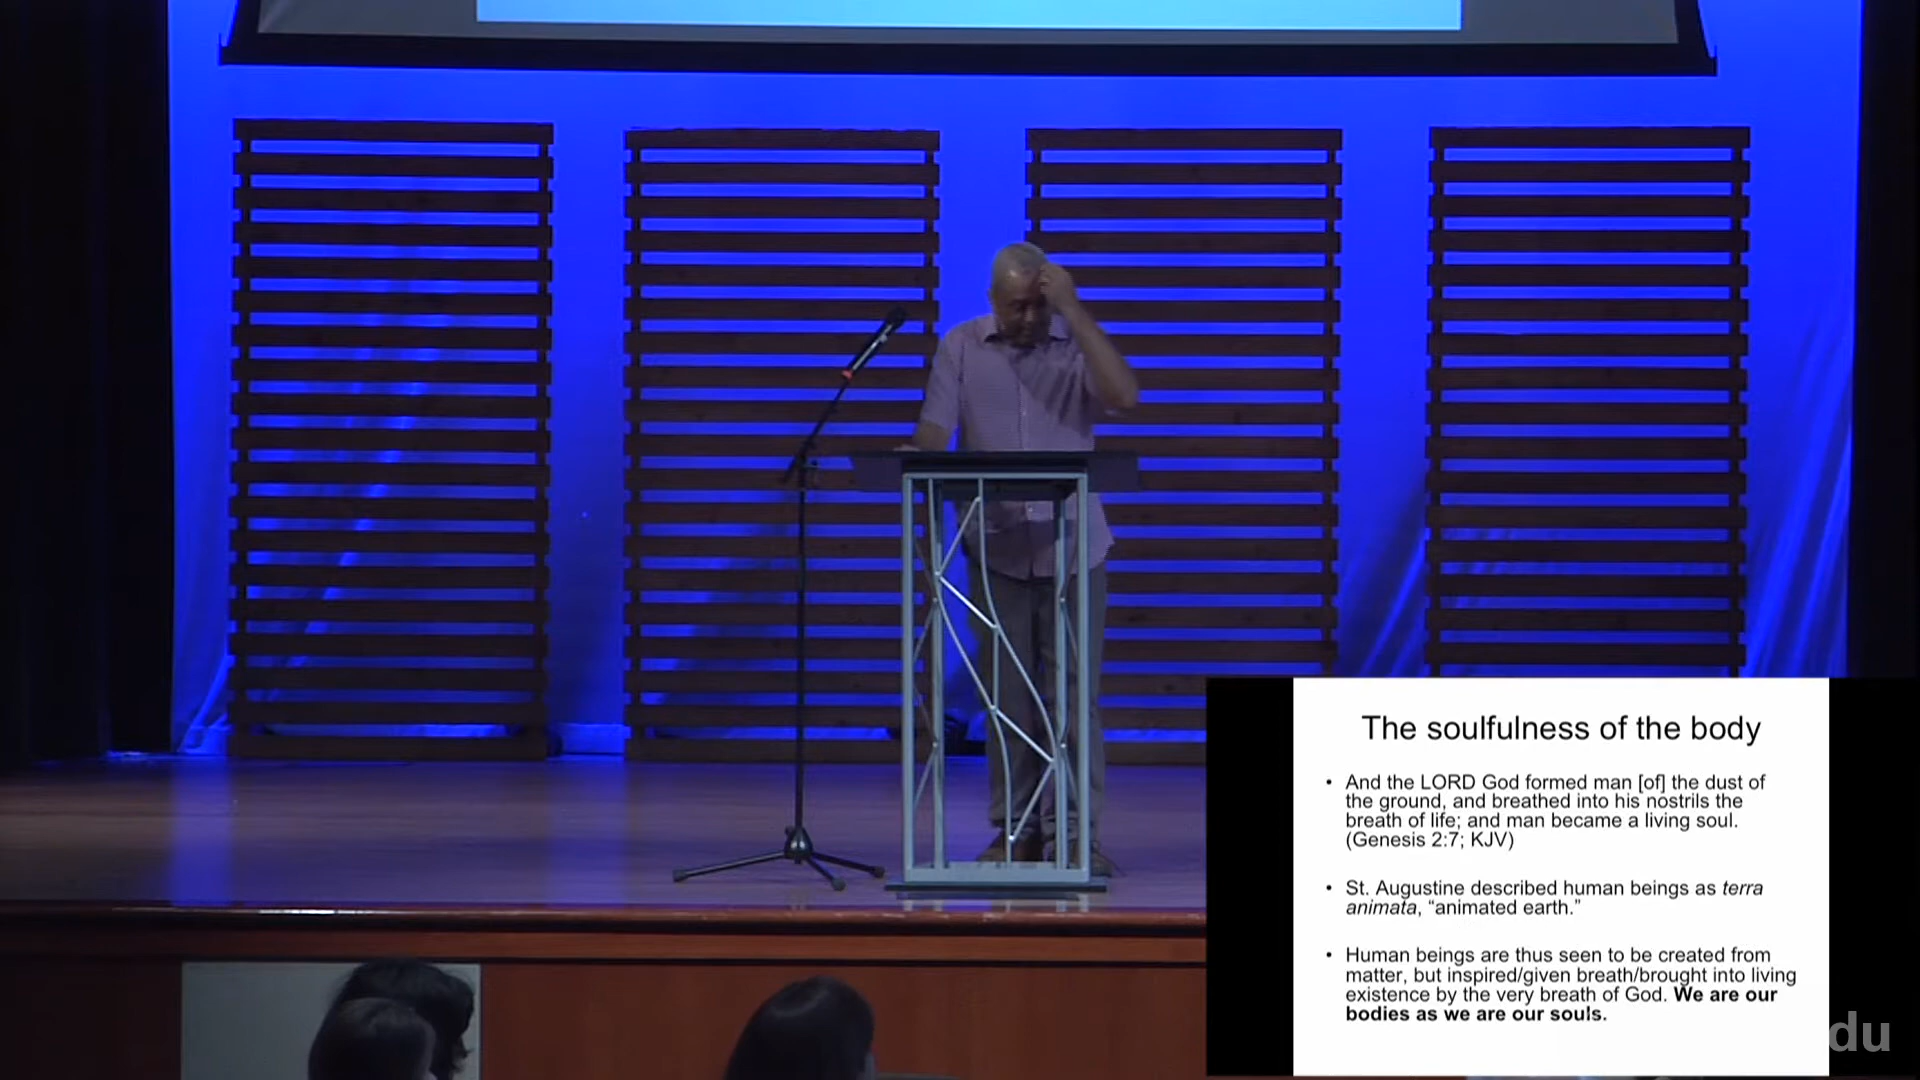 The soulfulness of the body
• And the LORD God formed man [of] the dust of
the ground, and breathed into his nostrils the
breath of life; and man became a living soul.
(Genesis 2:7; KJV)
• St. Augustine described human beings as terra
animata, “animated earth.”
• Human beings are thus seen to be created from
matter, but inspired/given breath/brought into living
existence by the very breath of God. We are our
bodies as we are our souls.
du